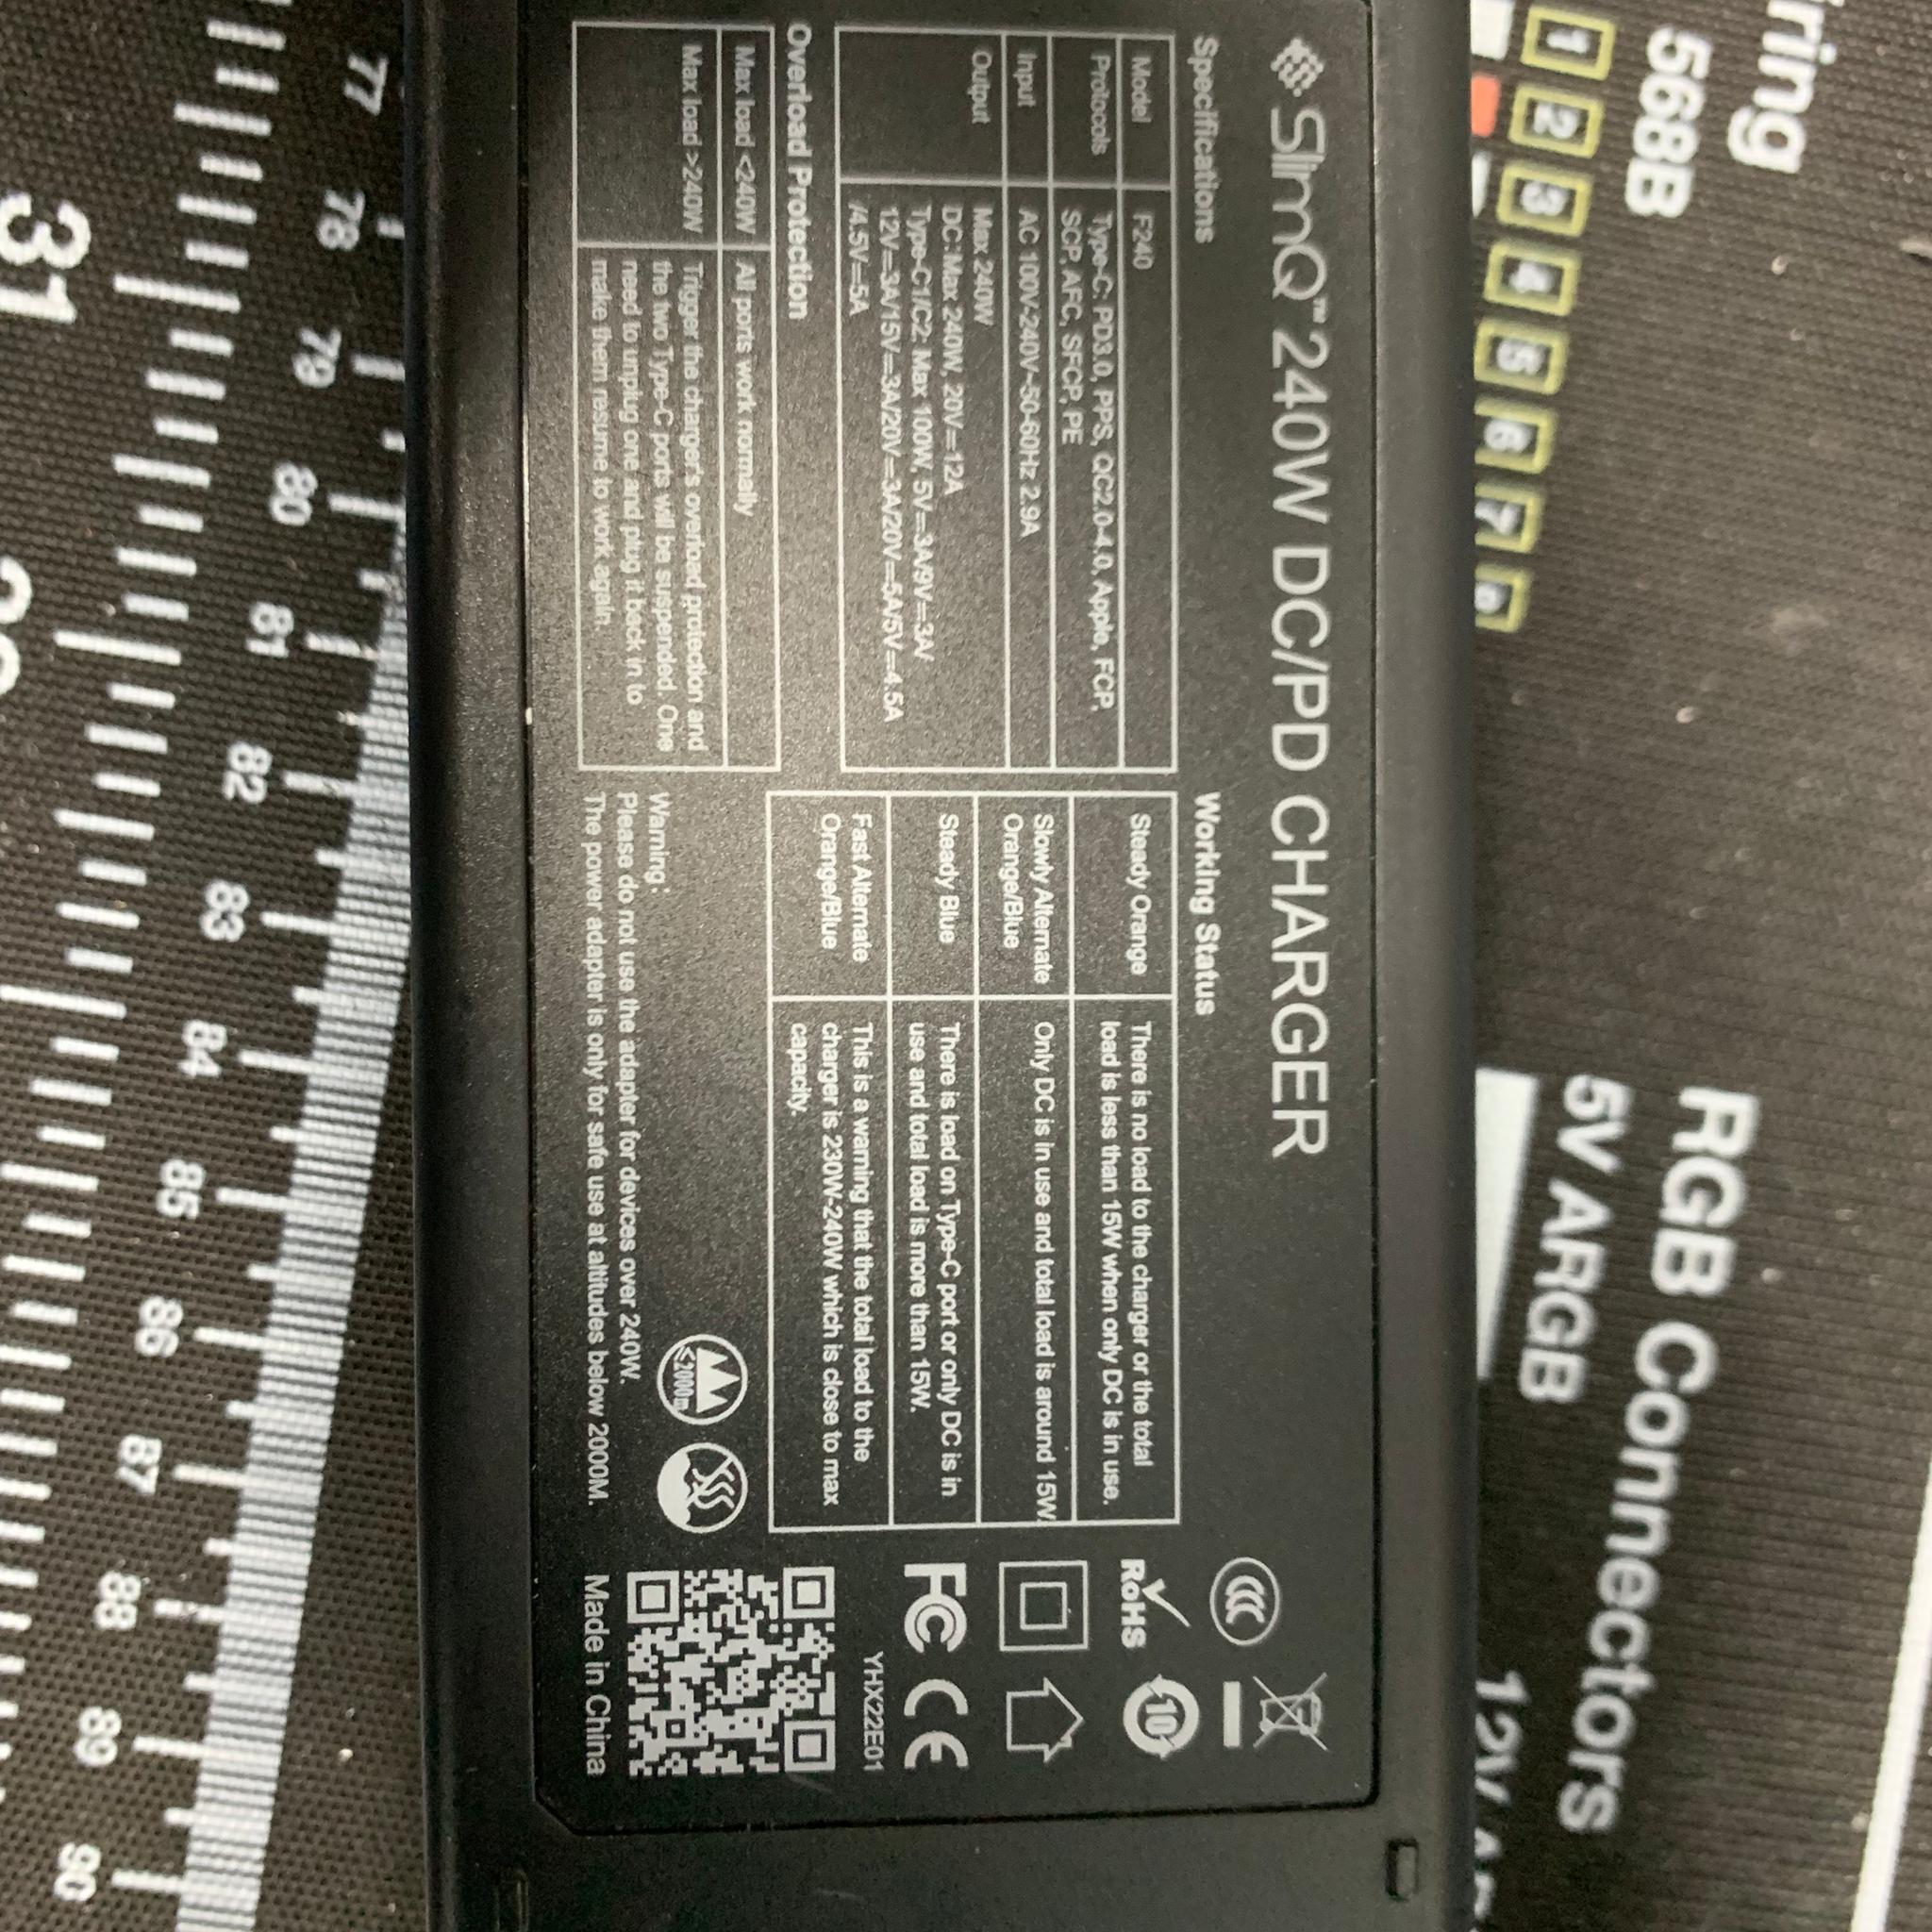 SlimQ™ 240W DC/PD CHARGER
Specifications
Model F240
Protlocols Type-C: PD3.0, PPS, QC2.0-4.0, Apple, FCP,
SCP, AFC, SFCP, PE
Input AC 100V-240V~50-60Hz 2.9A
Output Max 240W
DC: Max 240W, 20V⎓12A
Type-C1/C2: Max 100W, 5V⎓3A/9V⎓3A/
12V⎓3A/15V⎓3A/20V⎓3A/20V⎓5A/5V⎓4.5A
/4.5V⎓5A
Overload Protection
Max load <240W All ports work normally
Max load >240W Trigger the charger's overload protection and
the two Type-C ports will be suspended. One
need to unplug one and plug it back in to
make them resume to work again.
Working Status
Steady Orange There is no load to the charger or the total
load is less than 15W when only DC is in use.
Slowly Alternate Only DC is in use and total load is around 15W.
Orange/Blue
Steady Blue There is load on Type-C port or only DC is in
use and total load is more than 15W.
Fast Alternate This is a warning that the total load to the
Orange/Blue charger is 230W-240W which is close to max
capacity.
Warning:
Please do not use the adapter for devices over 240W.
The power adapter is only for safe use at altitudes below 2000M.
≤2000m
CCC
RoHS
10
FC CE
YHX22E01
Made in China
ring
568B
1 2 3 4 5 6 7 8
RGB Connectors
5V ARGB
12V
77 78 79 80 81 82 83 84 85 86 87 88 89 90
31